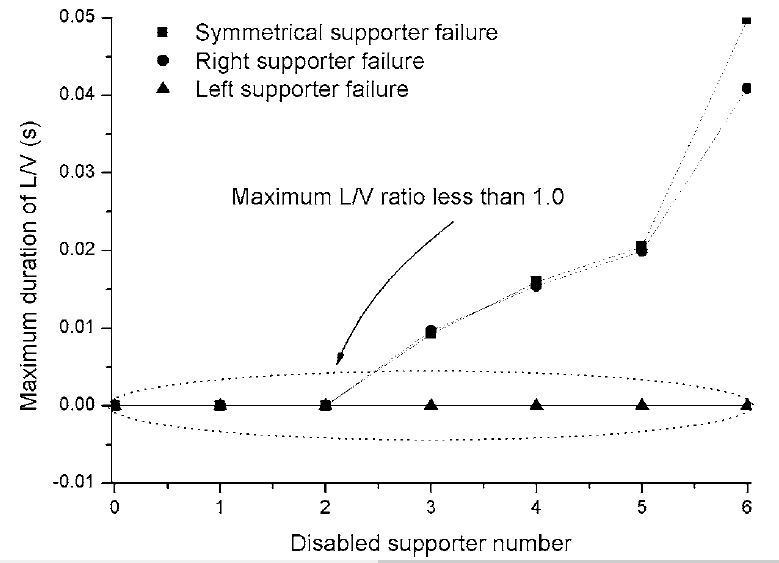 0.05
0.04
0.03
0.02
0.01
0.00
-0.01
Maximum duration of L/V (s)
Symmetrical supporter failure
Right supporter failure
Left supporter failure
Maximum L/V ratio less than 1.0
0 1 2 3 4 5 6
Disabled supporter number